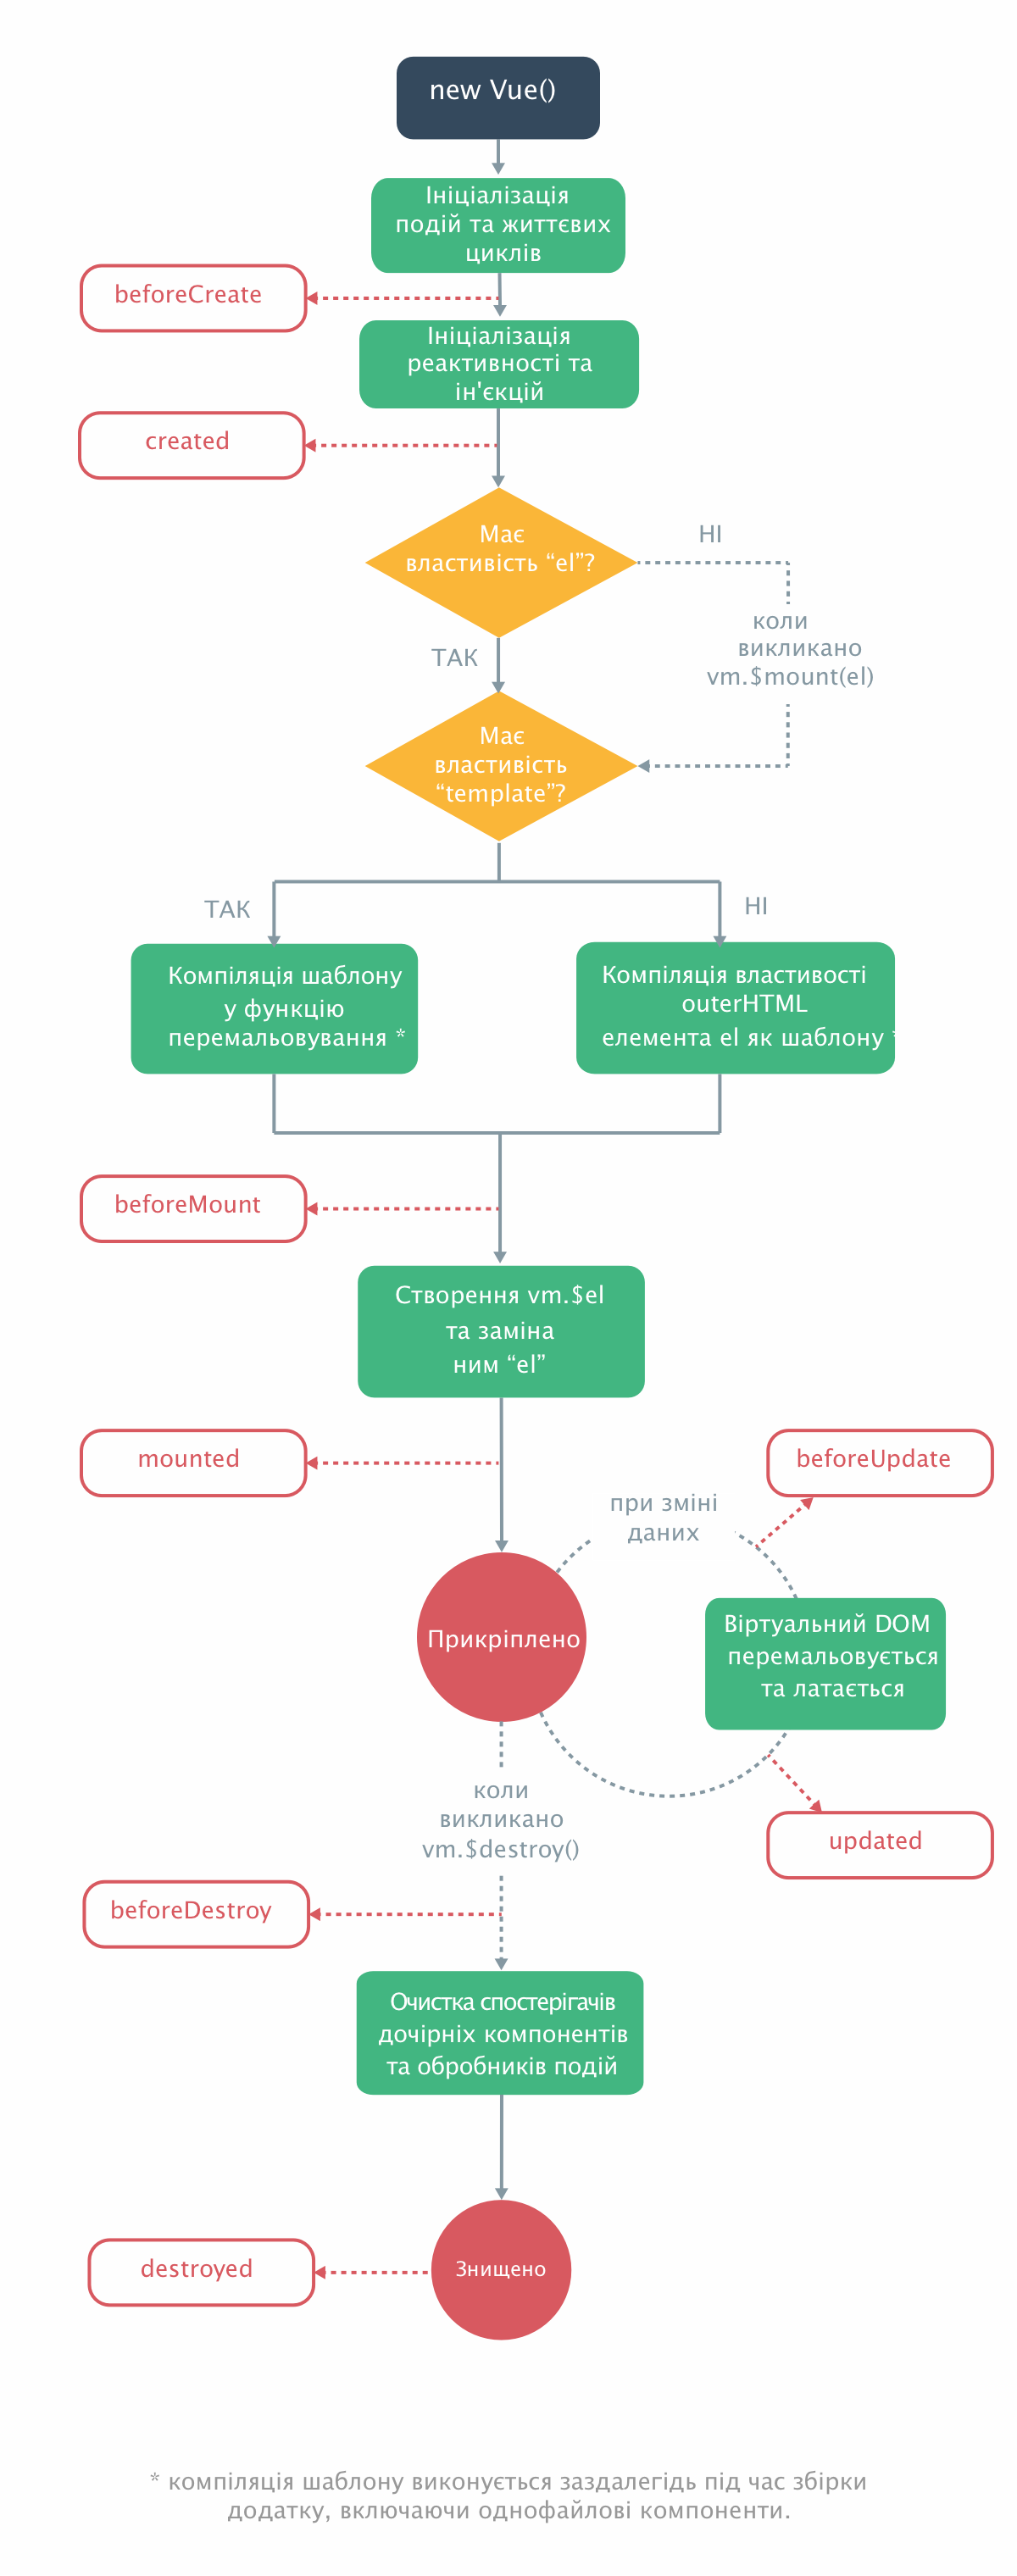 new Vue()
Ініціалізація
подій та життєвих
циклів
beforeCreate
Ініціалізація
реактивності та
ін'єкцій
created
Має
властивість “el”?
НІ
коли
викликано
vm.$mount(el)
ТАК
Має
властивість
“template”?
ТАК
НІ
Компіляція шаблону
у функцію
перемальовування *
Компіляція властивості
outerHTML
елемента el як шаблону *
beforeMount
Створення vm.$el
та заміна
ним “el”
mounted
beforeUpdate
при зміні
даних
Прикріплено
Віртуальний DOM
перемальовується
та латається
коли
викликано
vm.$destroy()
updated
beforeDestroy
Очистка спостерігачів
дочірніх компонентів
та обробників подій
destroyed
Знищено
* компіляція шаблону виконується заздалегідь під час збірки
додатку, включаючи однофайлові компоненти.